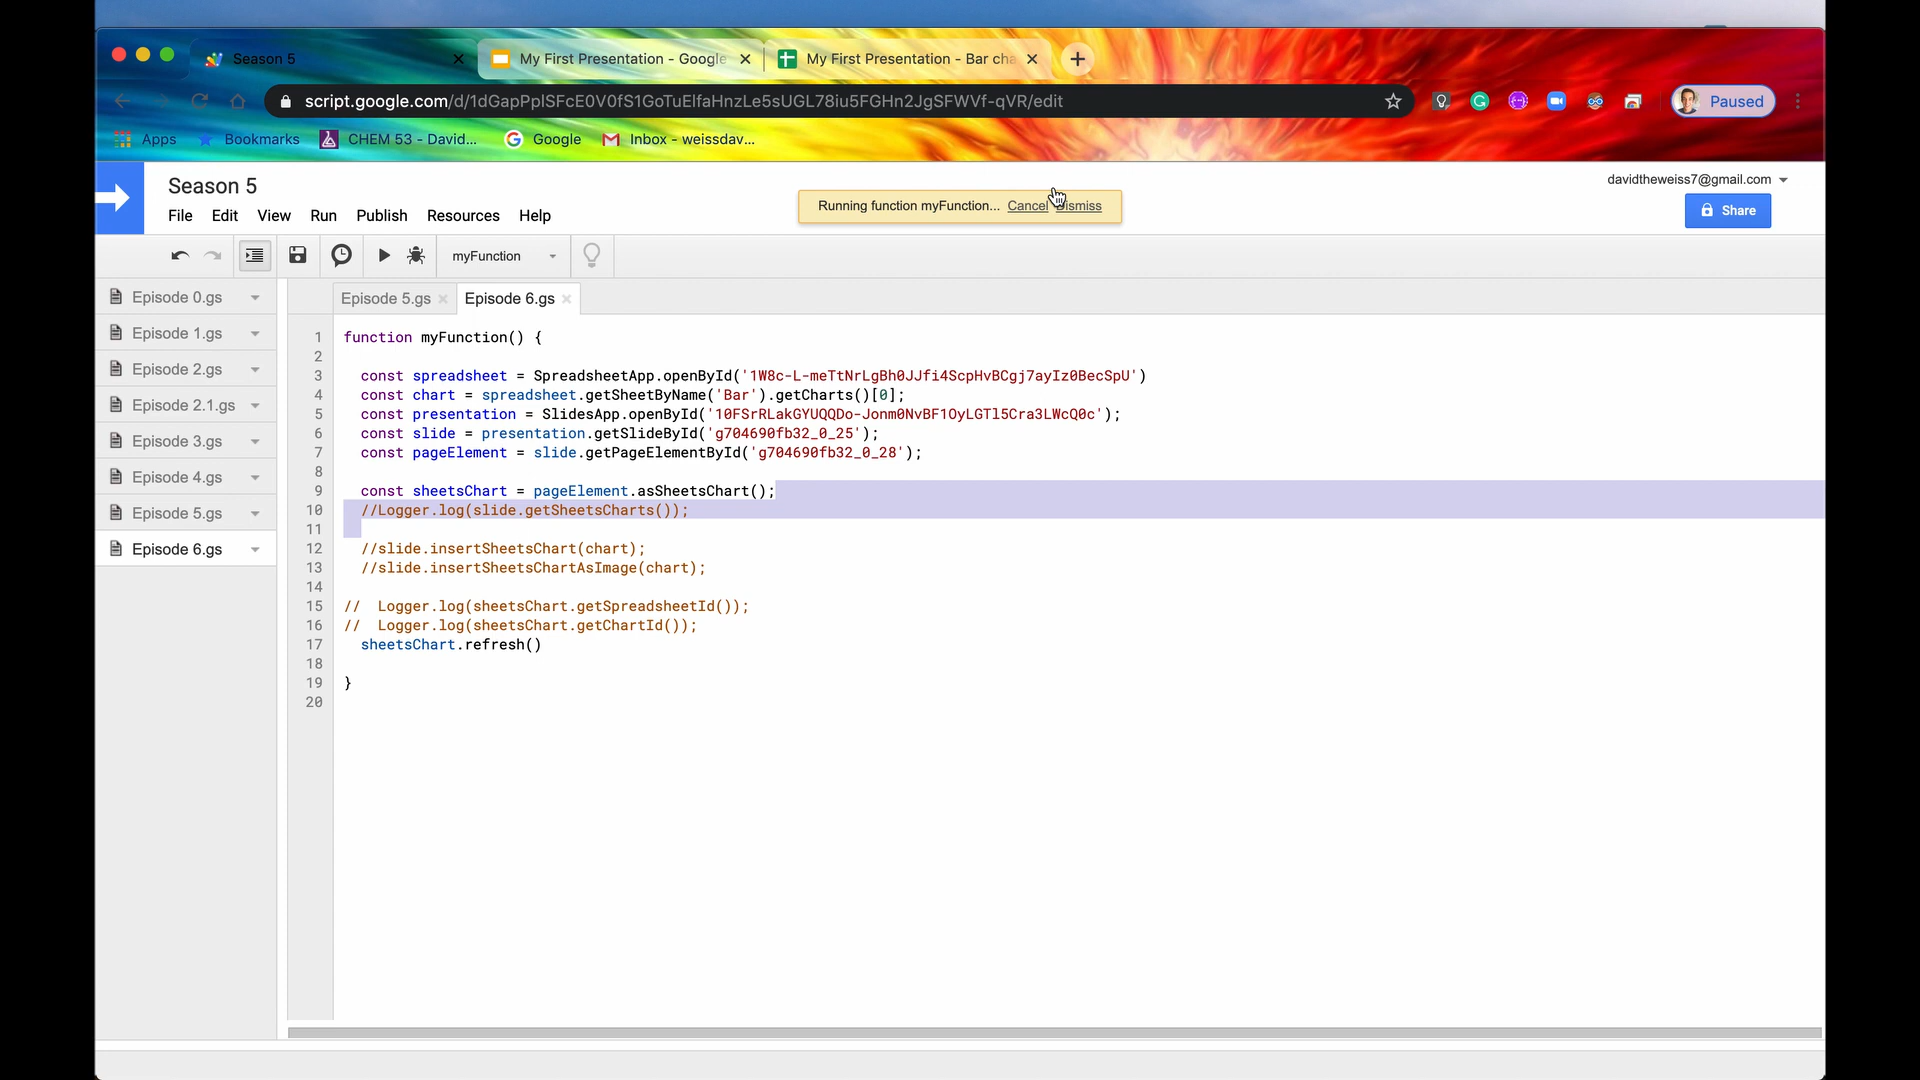 Season 5
My First Presentation - Google
My First Presentation - Bar cha
script.google.com/d/1dGapPplSFcE0V0fS1GoTuElfaHnzLe5sUGL78iu5FGHn2JgSFWVf-qVR/edit
Paused
Apps
Bookmarks
CHEM 53 - David...
Google
Inbox - weissdav...
Season 5
davidtheweiss7@gmail.com
Running function myFunction... Cancel Dismiss
File Edit View Run Publish Resources Help
Share
myFunction
Episode 0.gs
Episode 1.gs
Episode 2.gs
Episode 2.1.gs
Episode 3.gs
Episode 4.gs
Episode 5.gs
Episode 6.gs
Episode 5.gs
Episode 6.gs
1 function myFunction() {
2
3 const spreadsheet = SpreadsheetApp.openById('1W8c-L-meTtNrLgBh0JJfi4ScpHvBCgj7ayIz0BecSpU')
4 const chart = spreadsheet.getSheetByName('Bar').getCharts()[0];
5 const presentation = SlidesApp.openById('10FSrRLakGYUQQDo-Jonm0NvBF1OyLGTl5Cra3LWcQ0c');
6 const slide = presentation.getSlideById('g704690fb32_0_25');
7 const pageElement = slide.getPageElementById('g704690fb32_0_28');
8
9 const sheetsChart = pageElement.asSheetsChart();
10 //Logger.log(slide.getSheetsCharts());
11
12 //slide.insertSheetsChart(chart);
13 //slide.insertSheetsChartAsImage(chart);
14
15 // Logger.log(sheetsChart.getSpreadsheetId());
16 // Logger.log(sheetsChart.getChartId());
17 sheetsChart.refresh()
18
19 }
20